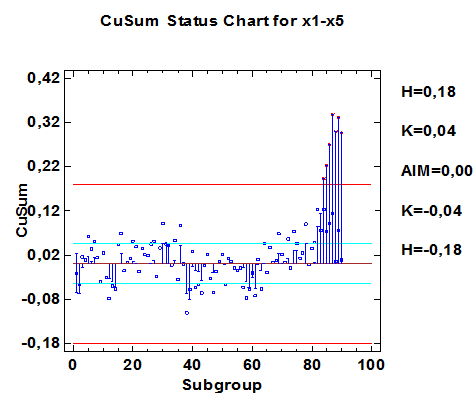 CuSum Status Chart for x1-x5
0,42
0,32
0,22
0,12
0,02
-0,08
-0,18
CuSum
0 20 40 60 80 100
Subgroup
H=0,18
K=0,04
AIM=0,00
K=-0,04
H=-0,18